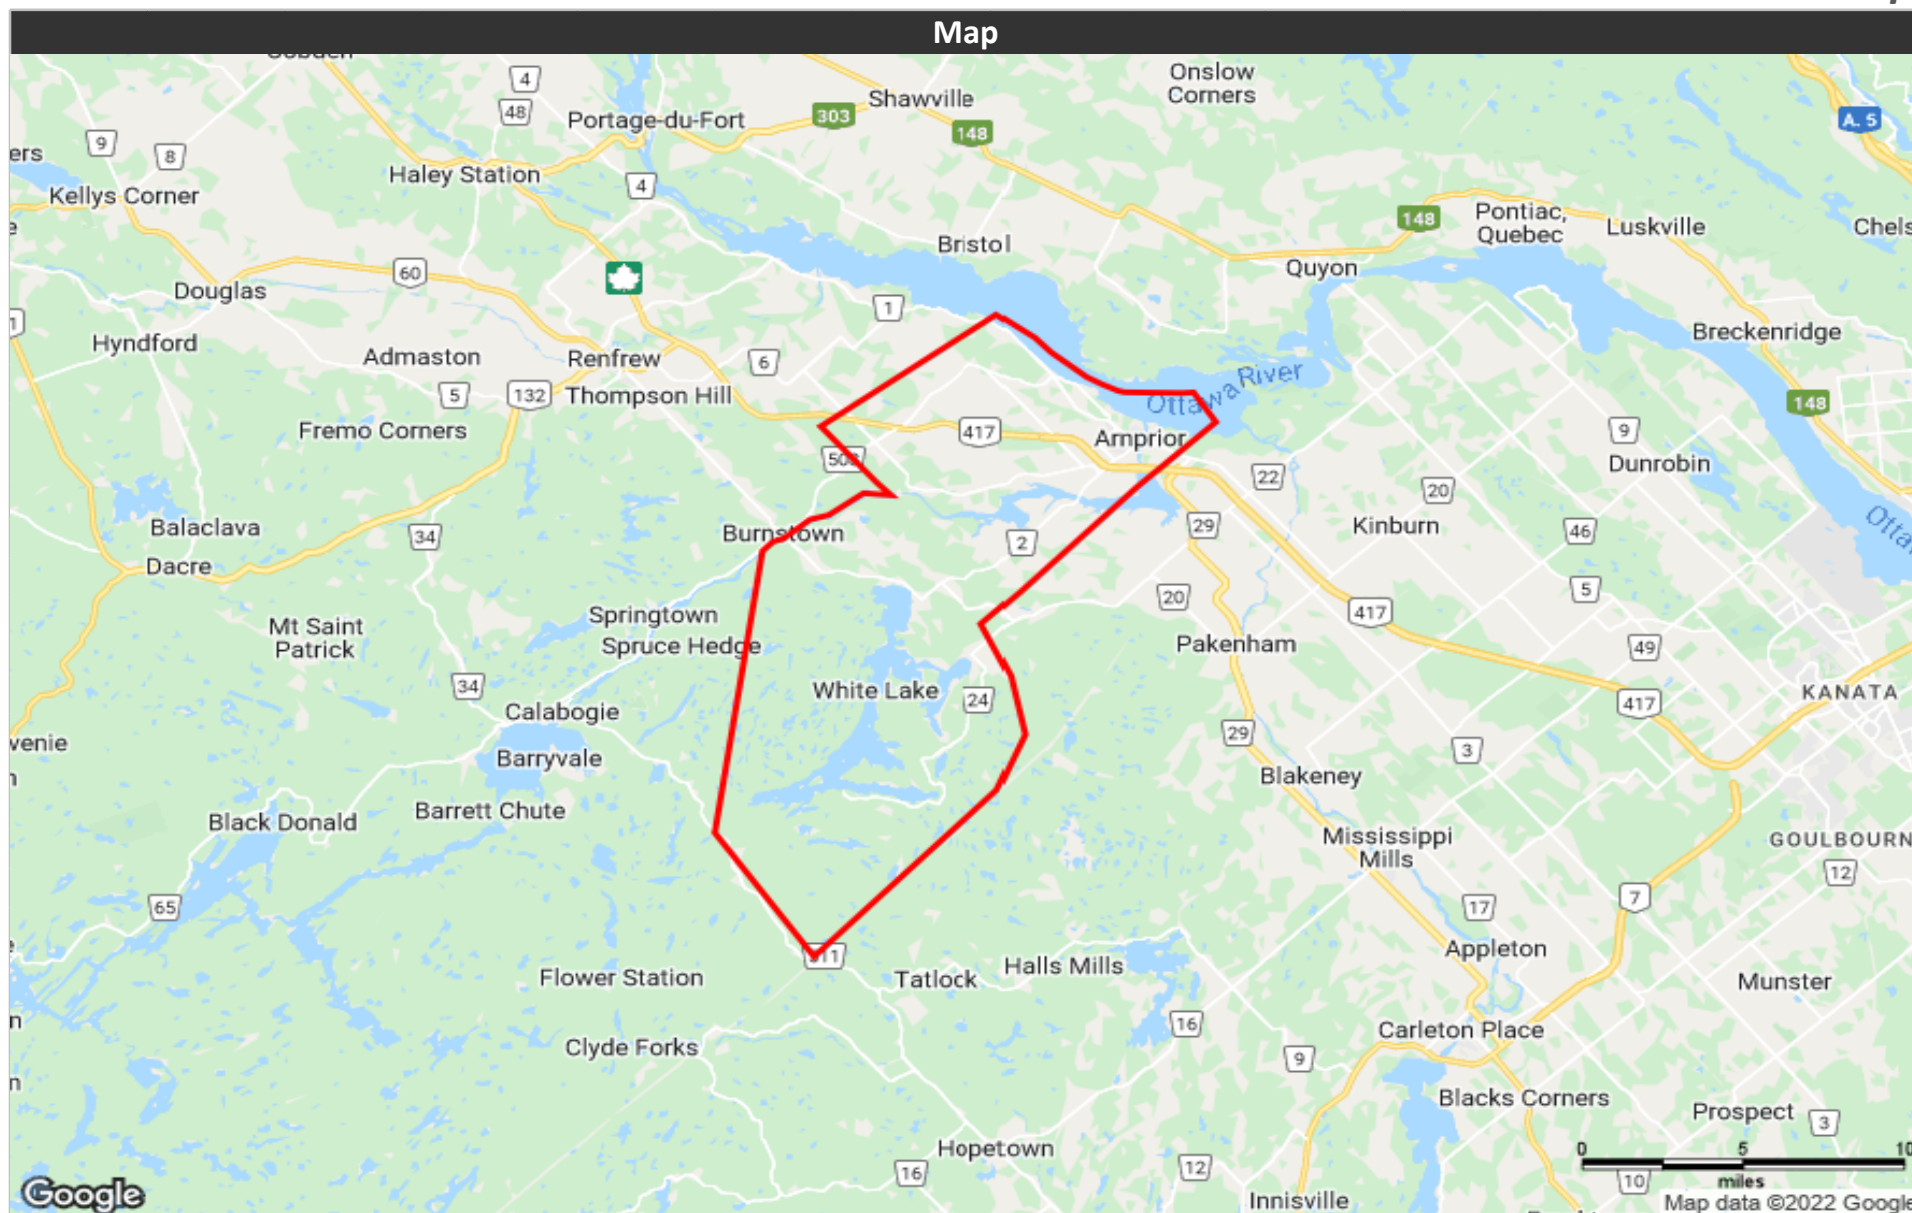 Map
4
48
Onslow
Corners
Shawville
Portage-du-Fort
303
148
A. 5
9
8
ers
Haley Station
Kellys Corner
4
148
Pontiac,
Quebec
Luskville
Chels
Bristol
Quyon
60
Douglas
1
1
Hyndford
Admaston
Renfrew
6
Breckenridge
5
132
Thompson Hill
Ottawa River
148
Fremo Corners
417
Arnprior
9
Dunrobin
22
20
Balaclava
34
Burnstown
29
Kinburn
46
2
Dacre
5
20
417
Mt Saint
Patrick
Springtown
Spruce Hedge
Pakenham
49
34
White Lake
24
KANATA
417
Calabogie
venie
Barryvale
29
3
Blakeney
Barrett Chute
Black Donald
Mississippi
Mills
GOULBOURN
12
65
7
17
Appleton
Flower Station
Tatlock
Halls Mills
Munster
16
Carleton Place
Clyde Forks
9
Blacks Corners
Prospect
3
Hopetown
0
5
10
16
12
miles
10
Google
Innisville
Map data ©2022 Google